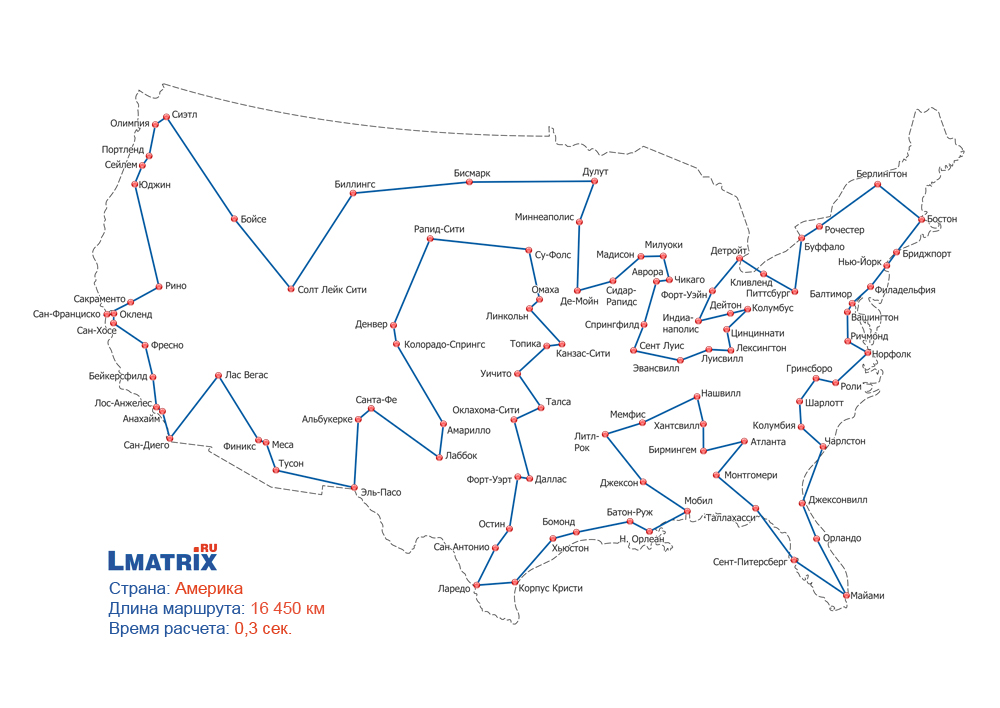 Сиэтл
Олимпия
Портленд
Сейлем
Юджин
Бойсе
Биллингс
Бисмарк
Дулут
Миннеаполис
Берлингтон
Бостон
Рочестер
Буффало
Бриджпорт
Нью-Йорк
Рапид-Сити
Су-Фолс
Мадисон
Милуоки
Детройт
Аврора
Чикаго
Кливленд
Питтсбург
Филадельфия
Балтимор
Рино
Солт Лейк Сити
Омаха
Де-Мойн
Сидар-
Рапидс
Форт-Уэйн
Сакраменто
Сан-Франциско
Окленд
Сан-Хосе
Линкольн
Дейтон
Колумбус
Вашингтон
Денвер
Колорадо-Спрингс
Спрингфилд
Индиа-
наполис
Цинциннати
Ричмонд
Фресно
Топика
Канзас-Сити
Сент Луис
Эвансвилл
Луисвилл
Лексингтон
Норфолк
Бейкерсфилд
Лас Вегас
Уичито
Гринсборо
Роли
Лос-Анжелес
Анахайм
Санта-Фе
Альбукерке
Оклахома-Сити
Талса
Нашвилл
Шарлотт
Мемфис
Хантсвилл
Колумбия
Сан-Диего
Финикс
Меса
Амарилло
Литл-
Рок
Бирмингем
Атланта
Чарлстон
Тусон
Лаббок
Эль-Пасо
Форт-Уэрт
Даллас
Джексон
Монтгомери
Джексонвилл
Мобил
Таллахасси
Остин
Бомонд
Батон-Руж
Н. Орлеан
Орландо
Сан Антонио
Хьюстон
Сент-Питерсберг
Ларедо
Корпус Кристи
Майами
LMATRIX.RU
Страна: Америка
Длина маршрута: 16 450 км
Время расчета: 0,3 сек.